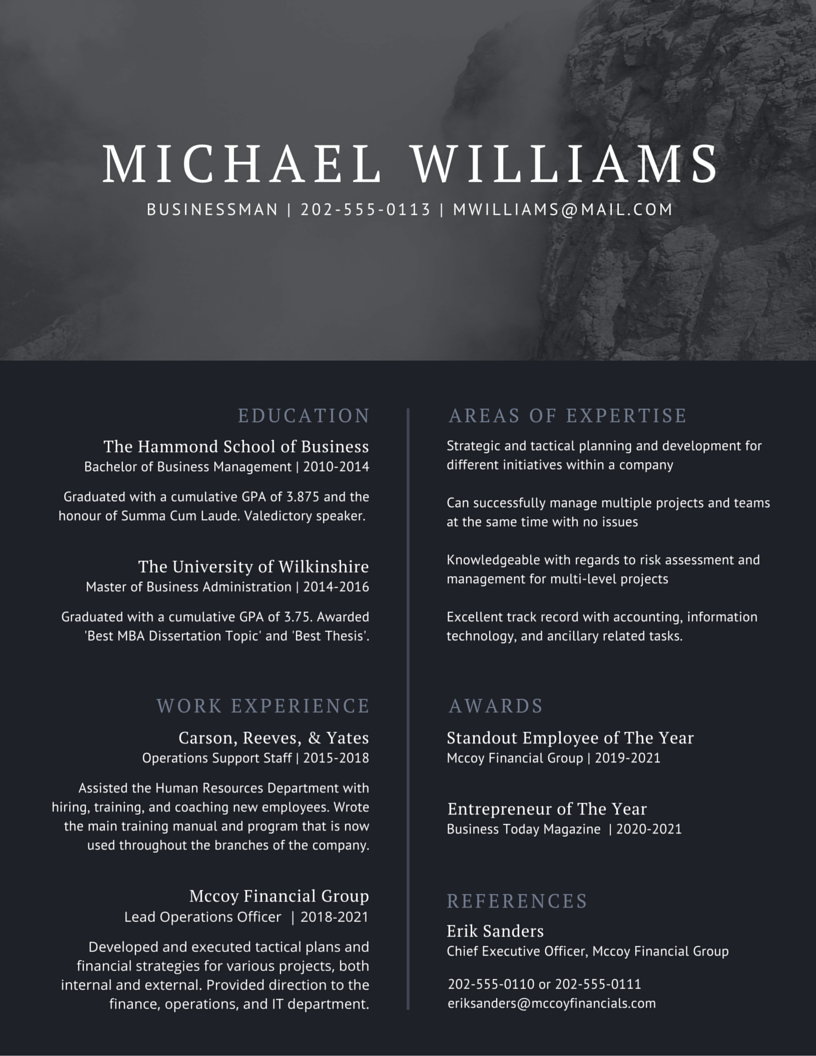 MICHAEL WILLIAMS
BUSINESSMAN | 202-555-0113 | MWILLIAMS@MAIL.COM
EDUCATION
The Hammond School of Business
Bachelor of Business Management | 2010-2014
Graduated with a cumulative GPA of 3.875 and the
honour of Summa Cum Laude. Valedictory speaker.
The University of Wilkinshire
Master of Business Administration | 2014-2016
Graduated with a cumulative GPA of 3.75. Awarded
'Best MBA Dissertation Topic' and 'Best Thesis'.
WORK EXPERIENCE
Carson, Reeves, & Yates
Operations Support Staff | 2015-2018
Assisted the Human Resources Department with
hiring, training, and coaching new employees. Wrote
the main training manual and program that is now
used throughout the branches of the company.
Mccoy Financial Group
Lead Operations Officer | 2018-2021
Developed and executed tactical plans and
financial strategies for various projects, both
internal and external. Provided direction to the
finance, operations, and IT department.
AREAS OF EXPERTISE
Strategic and tactical planning and development for
different initiatives within a company
Can successfully manage multiple projects and teams
at the same time with no issues
Knowledgeable with regards to risk assessment and
management for multi-level projects
Excellent track record with accounting, information
technology, and ancillary related tasks.
AWARDS
Standout Employee of The Year
Mccoy Financial Group | 2019-2021
Entrepreneur of The Year
Business Today Magazine | 2020-2021
REFERENCES
Erik Sanders
Chief Executive Officer, Mccoy Financial Group
202-555-0110 or 202-555-0111
eriksanders@mccoyfinancials.com